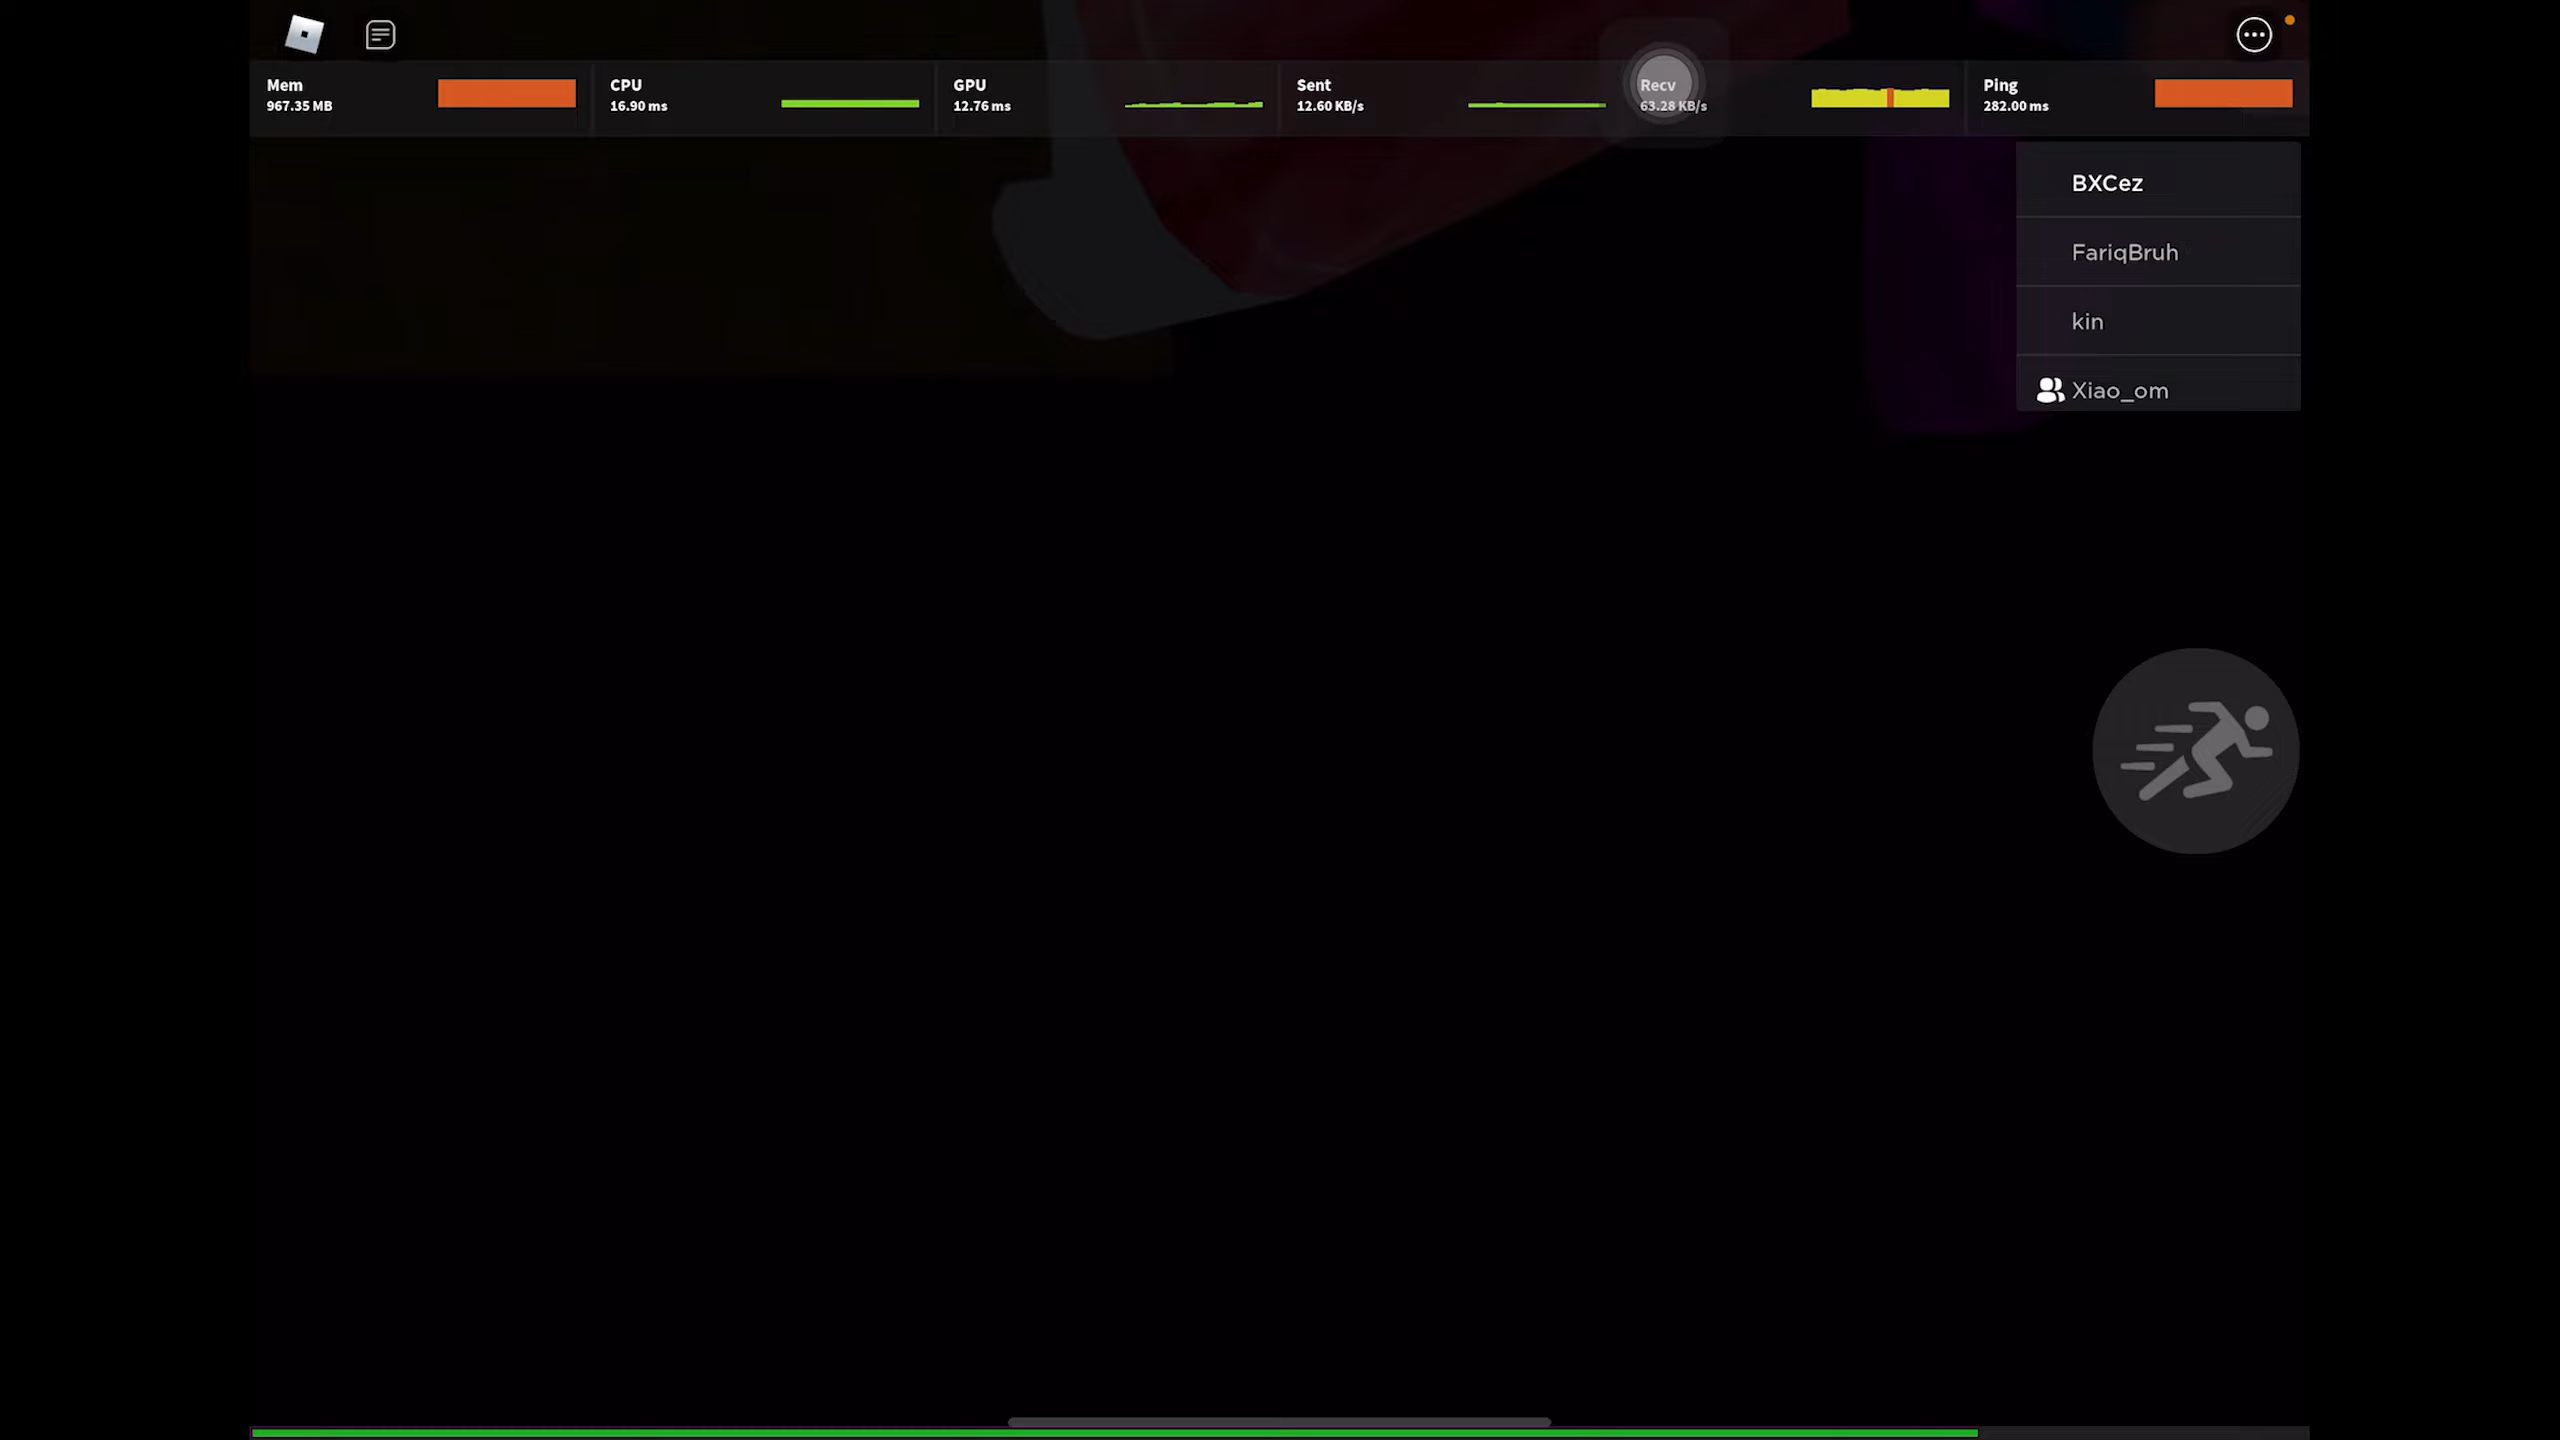 Mem
967.35 MB
CPU
16.90 ms
GPU
12.76 ms
Sent
12.60 KB/s
Recv
63.28 KB/s
Ping
282.00 ms
BXCez
FariqBruh
kin
Xiao_om